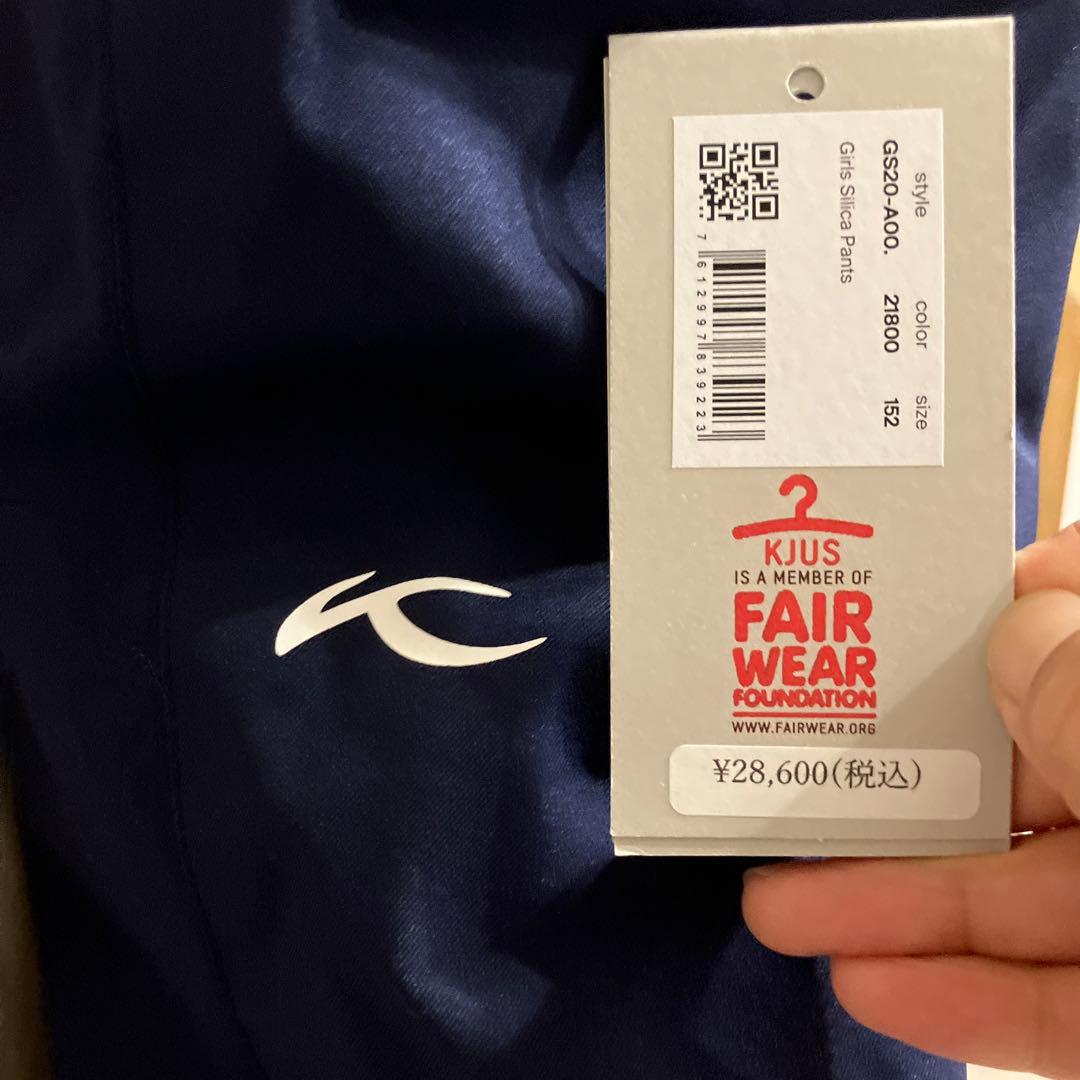 style color size
GS20-A00. 21800 152
Girls Silica Pants
7 612997 839223
KJUS
IS A MEMBER OF
FAIR
WEAR
FOUNDATION
WWW.FAIRWEAR.ORG
¥28,600(税込)